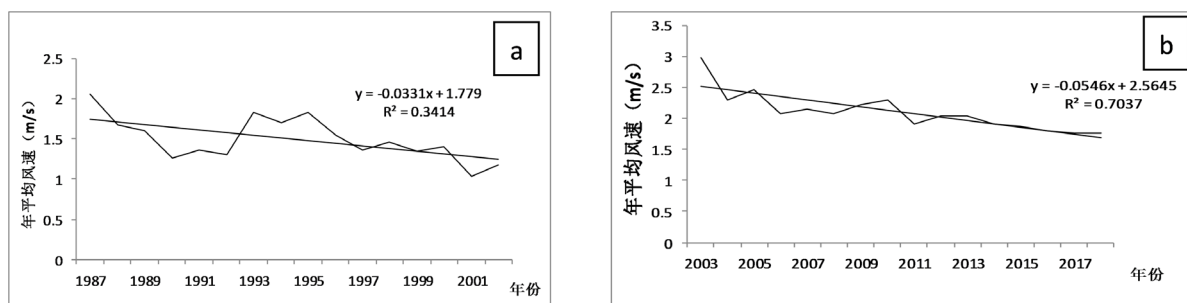 a
y = -0.0331x + 1.779
R² = 0.3414
年平均风速（m/s）
2.5
2
1.5
1
0.5
0
1987 1989 1991 1993 1995 1997 1999 2001 年份
b
y = -0.0546x + 2.5645
R² = 0.7037
年平均风速（m/s）
3.5
3
2.5
2
1.5
1
0.5
0
2003 2005 2007 2009 2011 2013 2015 2017 年份